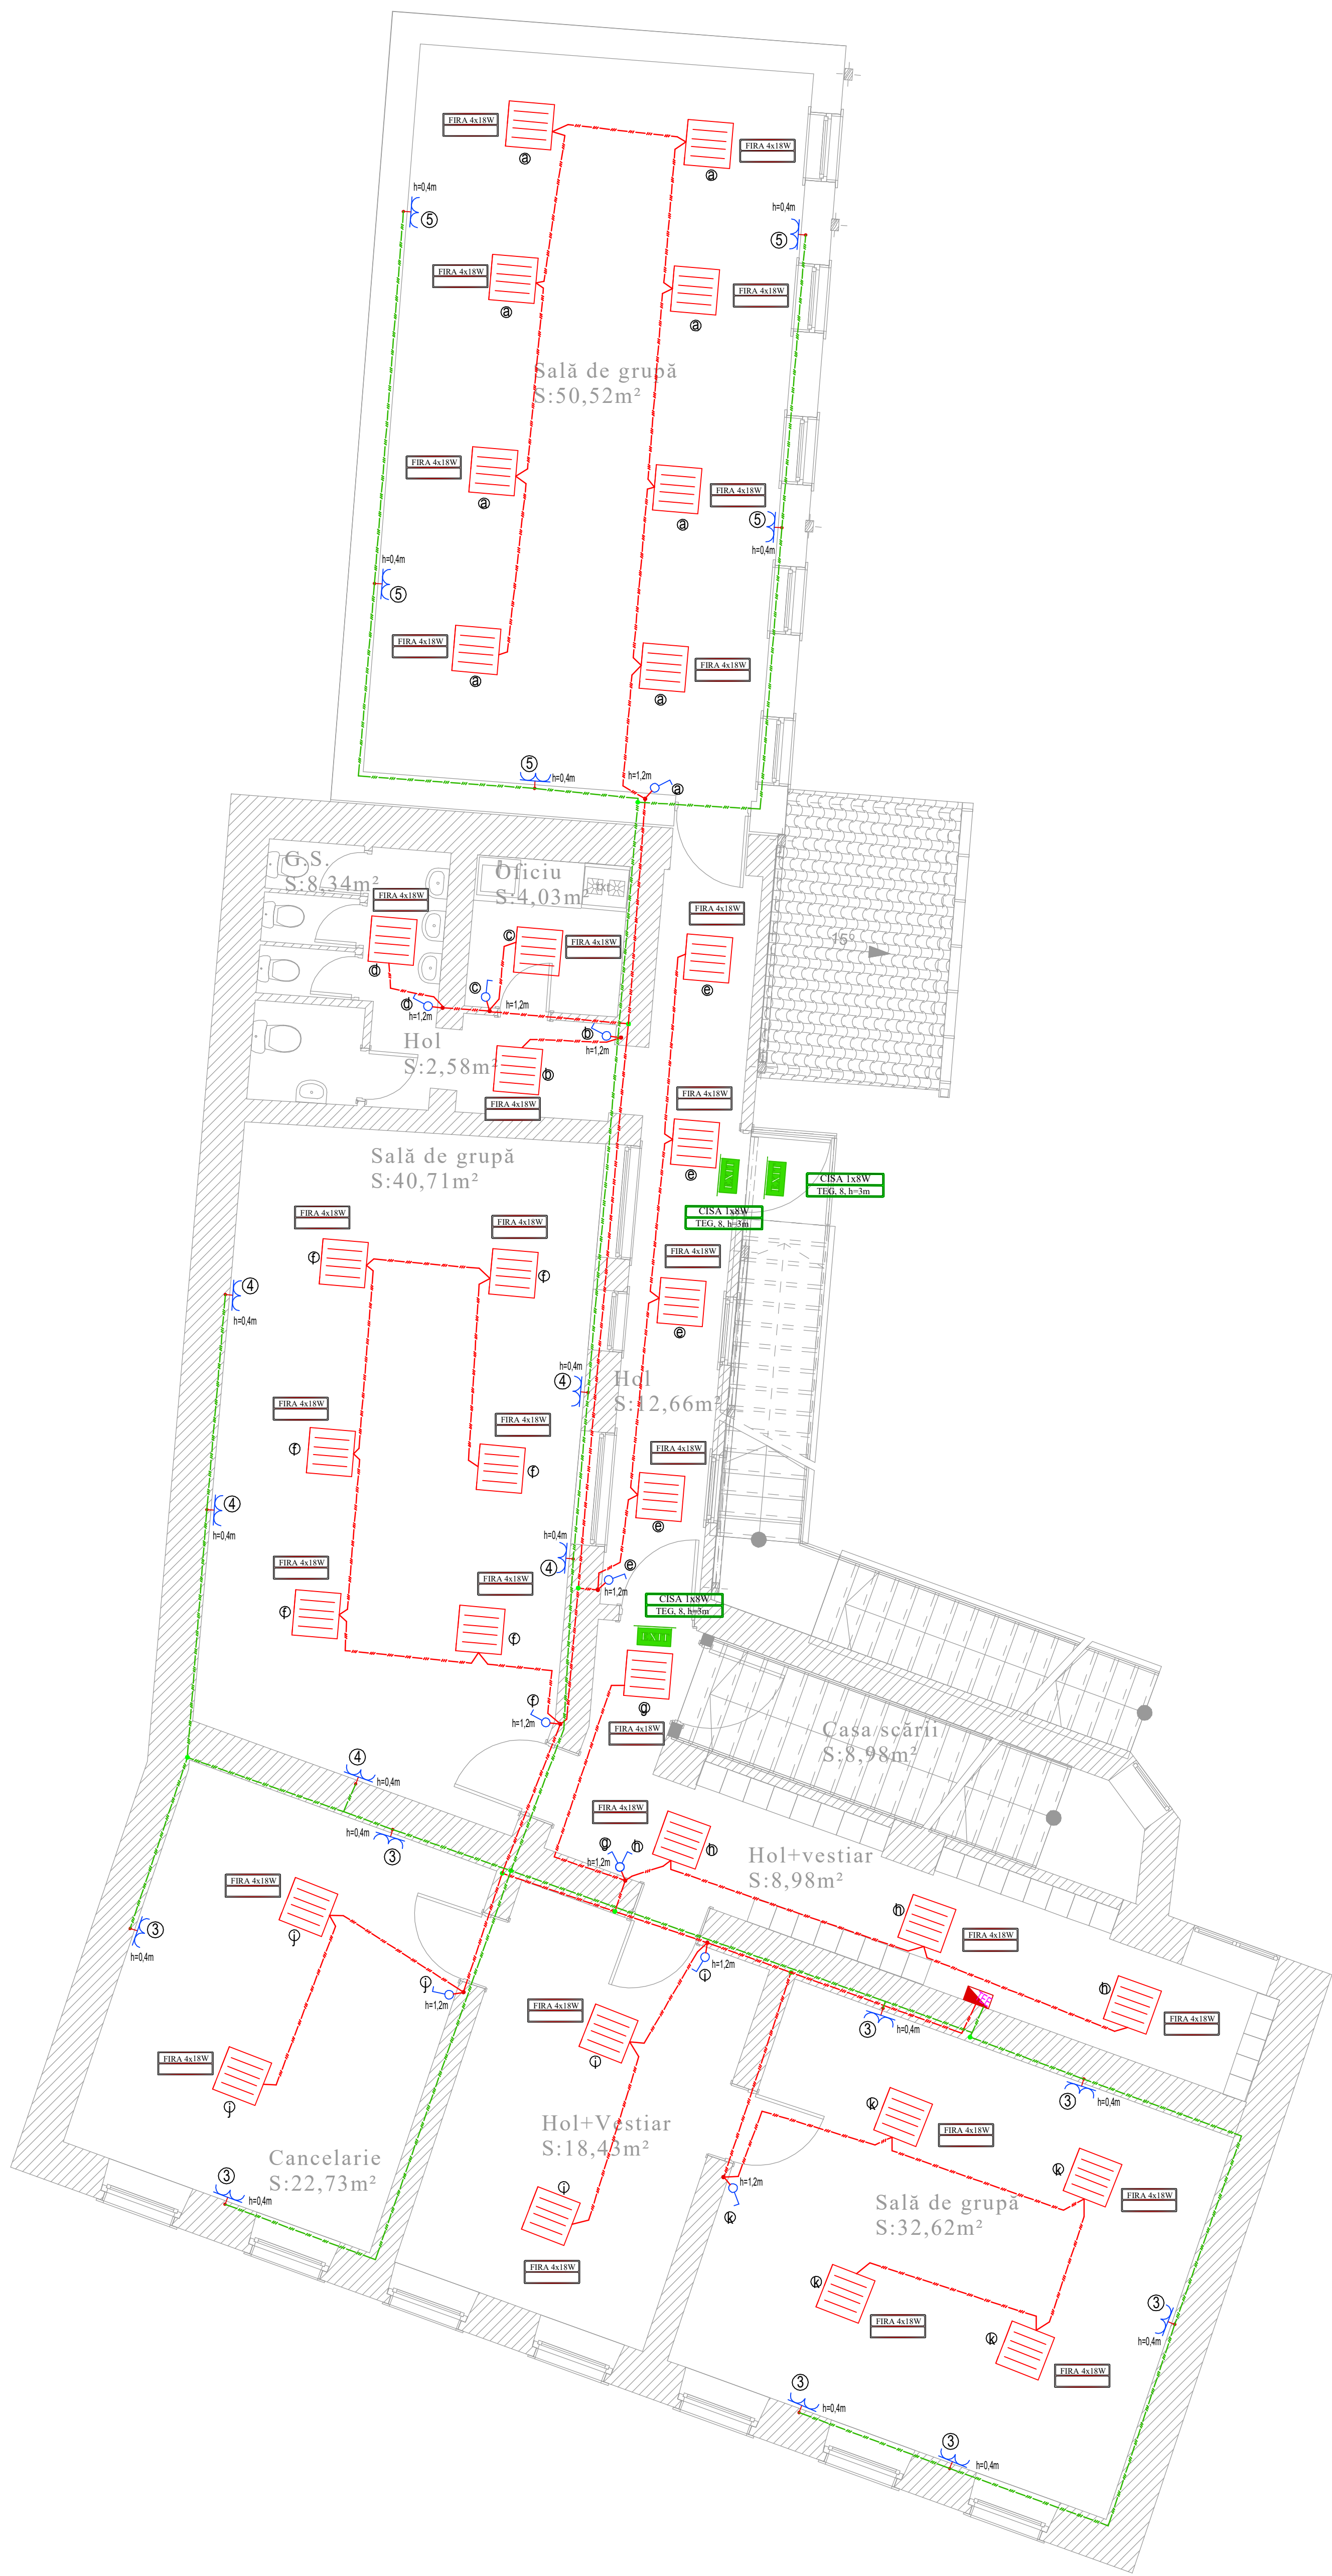 FIRA 4x18W
FIRA 4x18W
a
a
h=0,4m
5
h=0,4m
5
FIRA 4x18W
FIRA 4x18W
a
a
Sală de grupă
S:50,52m²
FIRA 4x18W
FIRA 4x18W
a
a
5
h=0,4m
h=0,4m
5
FIRA 4x18W
FIRA 4x18W
a
a
5
h=0,4m
h=1,2m
a
G.S.
S:8,34m²
Oficiu
S:4,03m²
FIRA 4x18W
FIRA 4x18W
c
FIRA 4x18W
15°
d
c
e
d
h=1,2m
h=1,2m
b
h=1,2m
Hol
S:2,58m²
b
FIRA 4x18W
FIRA 4x18W
Sală de grupă
S:40,71m²
e
EXIT
EXIT
CISA 1x8W
TEG, 8, h=3m
CISA 1x8W
TEG, 8, h=3m
FIRA 4x18W
FIRA 4x18W
f
f
FIRA 4x18W
4
h=0,4m
e
h=0,4m
4
Hol
S:12,66m²
FIRA 4x18W
FIRA 4x18W
f
f
FIRA 4x18W
4
h=0,4m
e
h=0,4m
4
FIRA 4x18W
FIRA 4x18W
e
h=1,2m
f
f
CISA 1x8W
TEG, 8, h=3m
EXIT
f
h=1,2m
g
FIRA 4x18W
Casa scării
S:8,98m²
4
h=0,4m
h=0,4m
3
FIRA 4x18W
g
h
h=1,2m
h
Hol+vestiar
S:8,98m²
FIRA 4x18W
j
3
h=0,4m
h
FIRA 4x18W
j
h=1,2m
i
h=1,2m
h
FIRA 4x18W
FIRA 4x18W
i
3
h=0,4m
FIRA 4x18W
j
3
h=0,4m
k
FIRA 4x18W
Hol+Vestiar
S:18,43m²
Cancelarie
S:22,73m²
3
h=0,4m
i
FIRA 4x18W
h=1,2m
k
k
FIRA 4x18W
Sală de grupă
S:32,62m²
k
FIRA 4x18W
3
h=0,4m
k
FIRA 4x18W
3
h=0,4m
3
h=0,4m